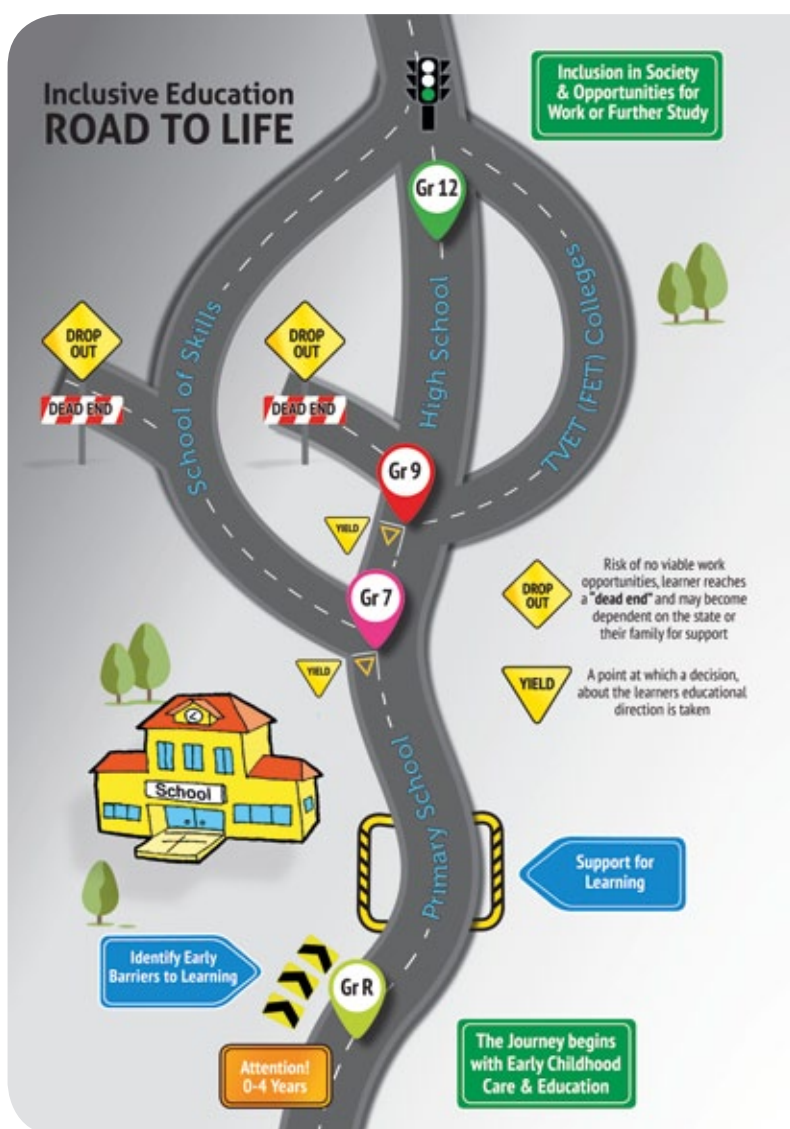 Inclusive Education
ROAD TO LIFE
Inclusion in Society
& Opportunities for
Work or Further Study
Gr 12
School of Skills
High School
TVET (FET) Colleges
DROP
OUT
DEAD END
DROP
OUT
DEAD END
Gr 9
YIELD
Gr 7
YIELD
DROP
OUT
Risk of no viable work
opportunities, learner reaches
a "dead end" and may become
dependent on the state or
their family for support
YIELD
A point at which a decision,
about the learners educational
direction is taken
School
Primary School
Support for
Learning
Identify Early
Barriers to Learning
Gr R
Attention!
0-4 Years
The Journey begins
with Early Childhood
Care & Education